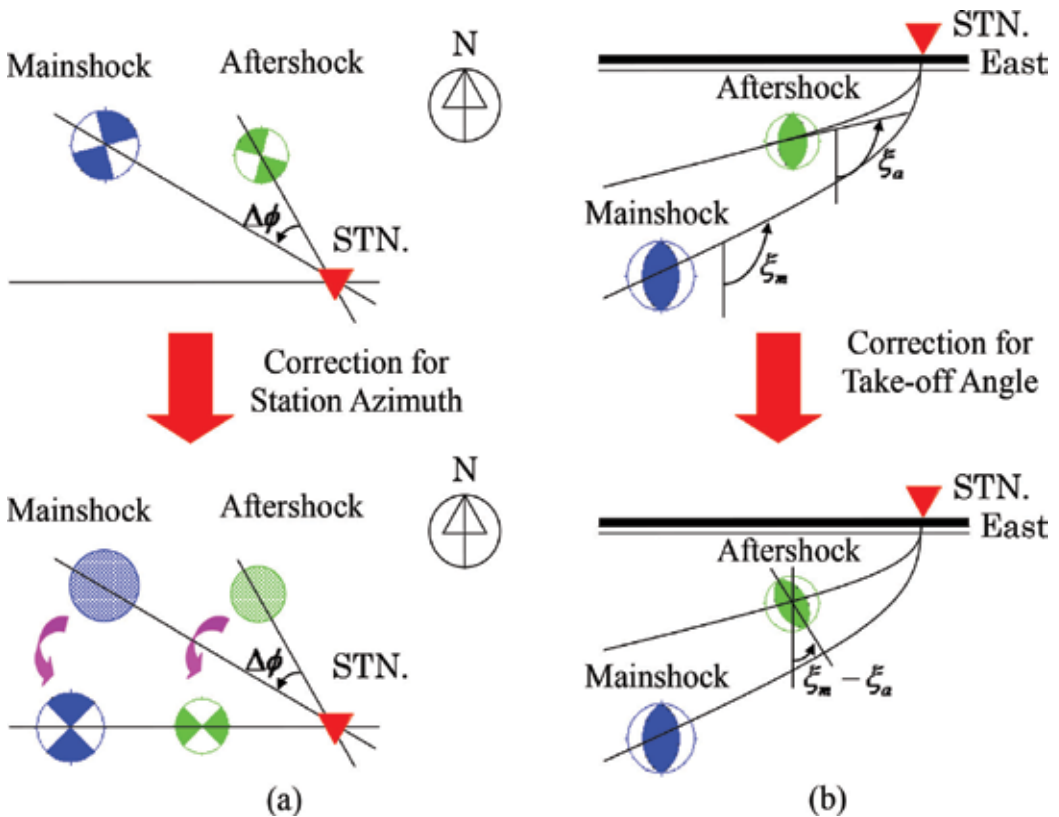 N
Mainshock
Aftershock
Δϕ
STN.
Correction for
Station Azimuth
N
Mainshock
Aftershock
Δϕ
STN.
(a)
STN.
East
Aftershock
ξₐ
Mainshock
ξₘ
Correction for
Take-off Angle
STN.
East
Aftershock
ξₘ − ξₐ
Mainshock
(b)